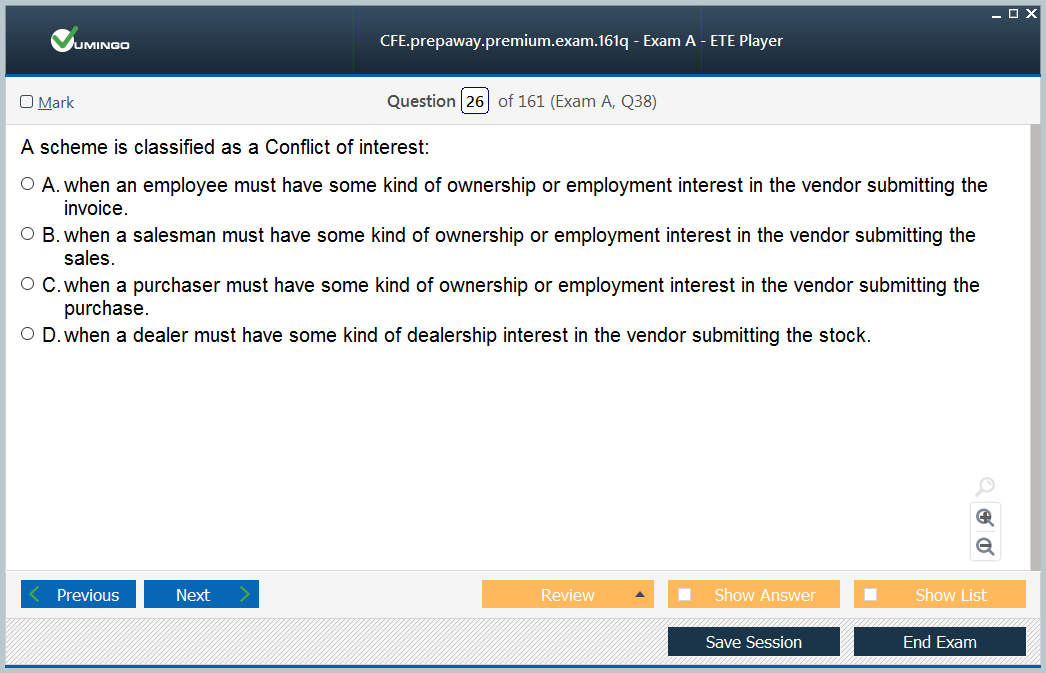 VUMINGO
CFE.prepaway.premium.exam.161q - Exam A - ETE Player
Mark
Question 26 of 161 (Exam A, Q38)
A scheme is classified as a Conflict of interest:
A. when an employee must have some kind of ownership or employment interest in the vendor submitting the
invoice.
B. when a salesman must have some kind of ownership or employment interest in the vendor submitting the
sales.
C. when a purchaser must have some kind of ownership or employment interest in the vendor submitting the
purchase.
D. when a dealer must have some kind of dealership interest in the vendor submitting the stock.
Previous
Next
Review
Show Answer
Show List
Save Session
End Exam